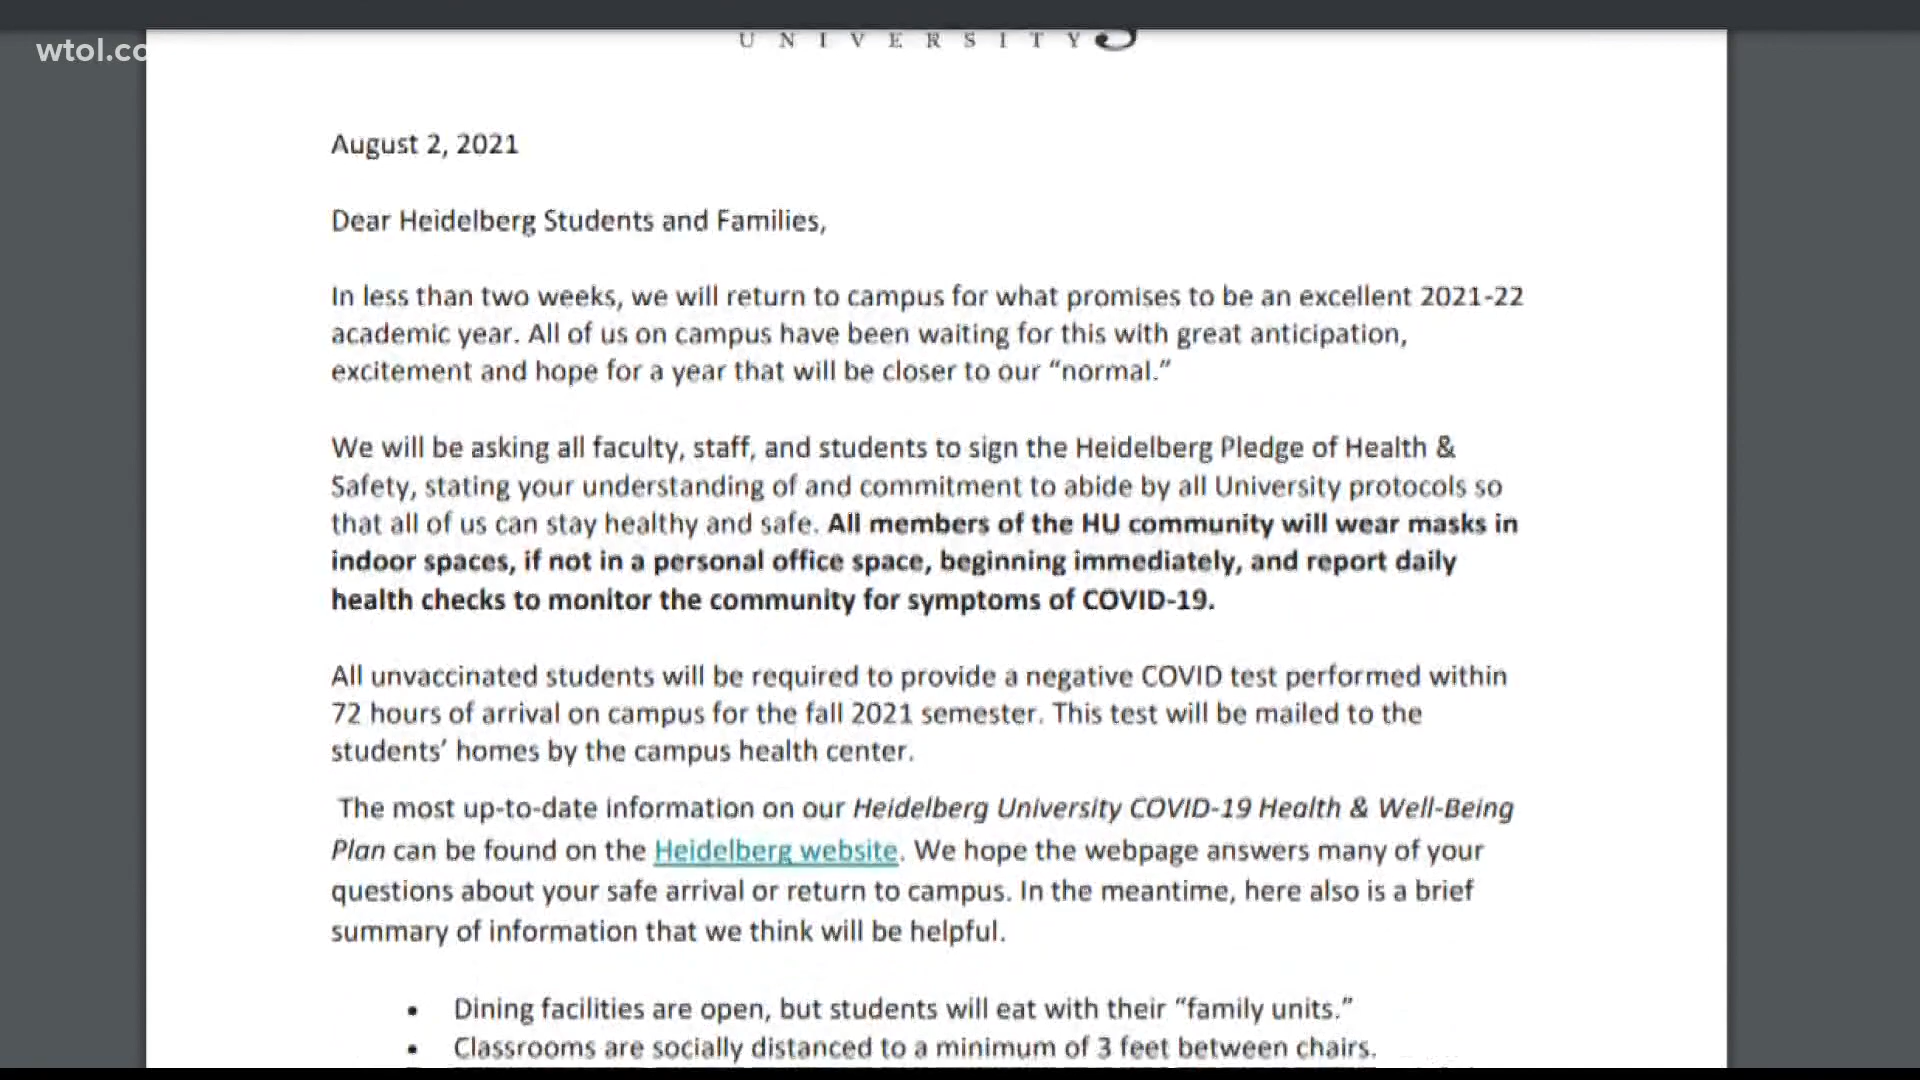 UNIVERSITY
wtol.co
August 2, 2021
Dear Heidelberg Students and Families,
In less than two weeks, we will return to campus for what promises to be an excellent 2021-22
academic year. All of us on campus have been waiting for this with great anticipation,
excitement and hope for a year that will be closer to our “normal.”
We will be asking all faculty, staff, and students to sign the Heidelberg Pledge of Health &
Safety, stating your understanding of and commitment to abide by all University protocols so
that all of us can stay healthy and safe. All members of the HU community will wear masks in
indoor spaces, if not in a personal office space, beginning immediately, and report daily
health checks to monitor the community for symptoms of COVID-19.
All unvaccinated students will be required to provide a negative COVID test performed within
72 hours of arrival on campus for the fall 2021 semester. This test will be mailed to the
students’ homes by the campus health center.
The most up-to-date information on our Heidelberg University COVID-19 Health & Well-Being
Plan can be found on the Heidelberg website. We hope the webpage answers many of your
questions about your safe arrival or return to campus. In the meantime, here also is a brief
summary of information that we think will be helpful.
• Dining facilities are open, but students will eat with their “family units.”
• Classrooms are socially distanced to a minimum of 3 feet between chairs.